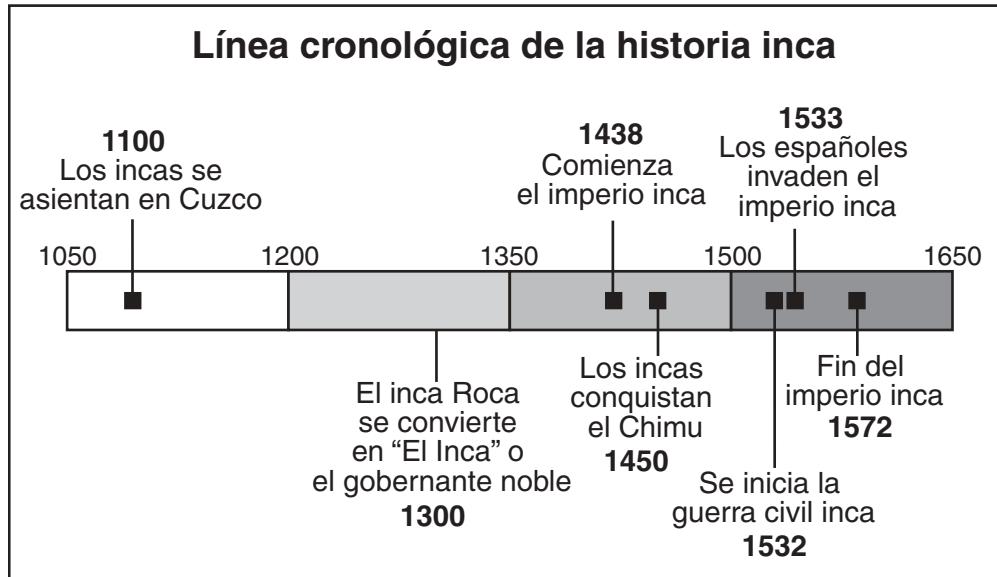 Línea cronológica de la historia inca
1100
Los incas se
asientan en Cuzco
1438
Comienza
el imperio inca
1533
Los españoles
invaden el
imperio inca
1050
1200
1350
1500
1650
El inca Roca
se convierte
en “El Inca” o
el gobernante noble
1300
Los incas
conquistan
el Chimu
1450
Se inicia la
guerra civil inca
1532
Fin del
imperio inca
1572